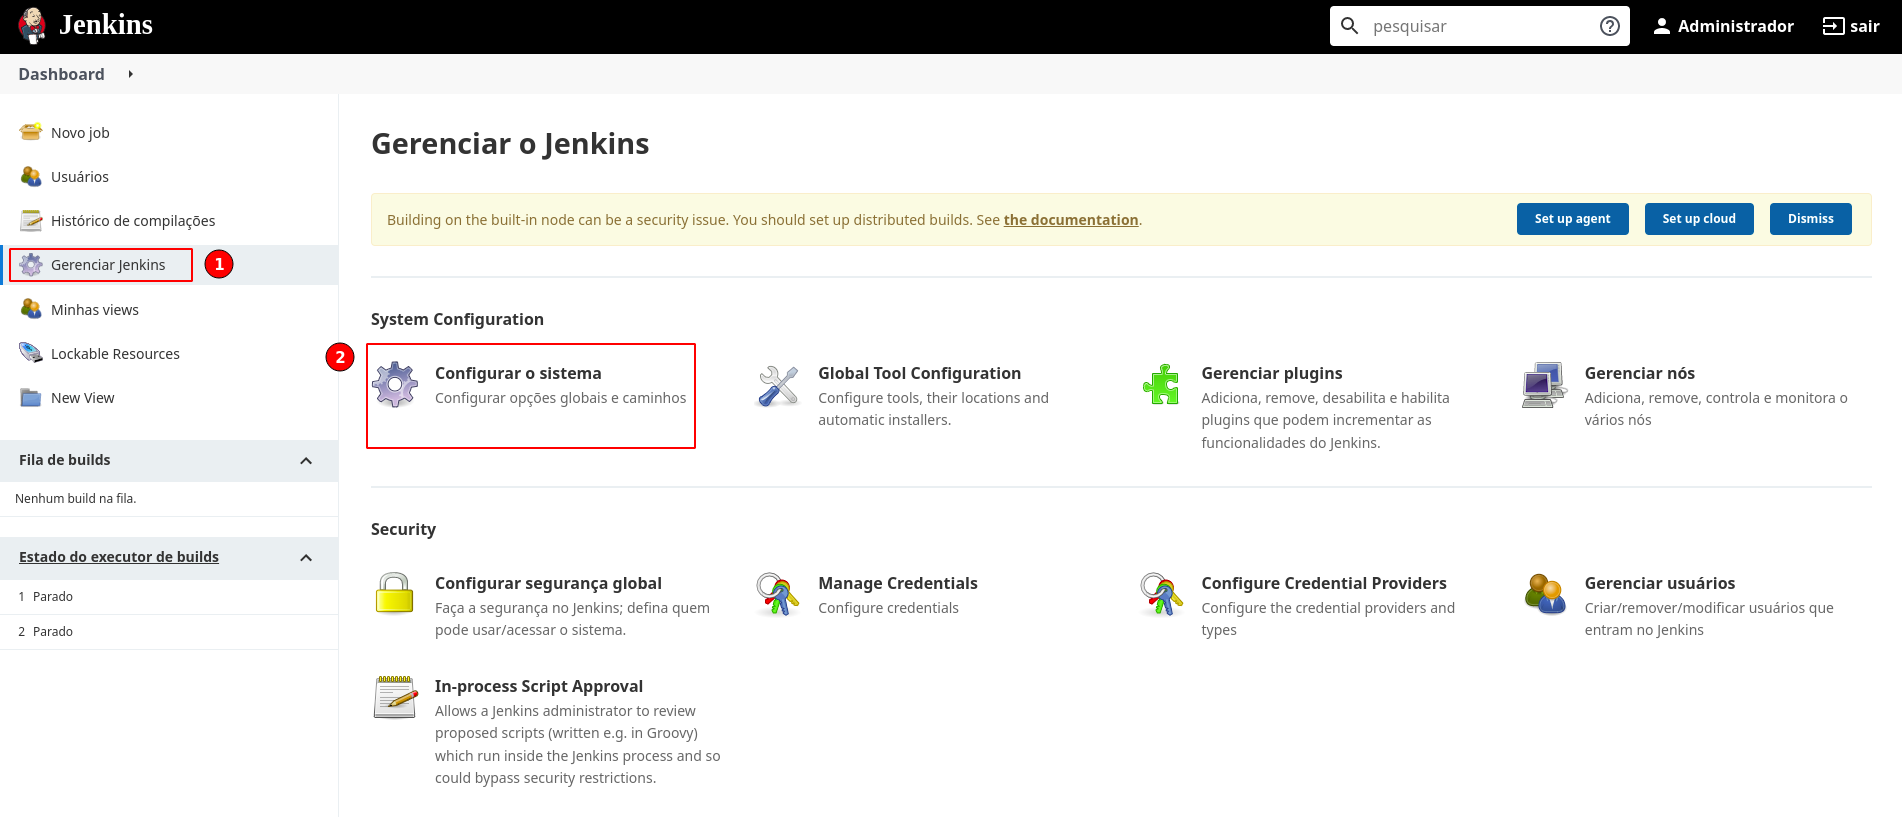 Jenkins
pesquisar
Administrador
sair
Dashboard
Novo job
Usuários
Histórico de compilações
Gerenciar Jenkins
1
Minhas views
Lockable Resources
New View
Fila de builds
Nenhum build na fila.
Estado do executor de builds
1 Parado
2 Parado
Gerenciar o Jenkins
Building on the built-in node can be a security issue. You should set up distributed builds. See the documentation.
Set up agent
Set up cloud
Dismiss
System Configuration
2
Configurar o sistema
Configurar opções globais e caminhos
Global Tool Configuration
Configure tools, their locations and
automatic installers.
Gerenciar plugins
Adiciona, remove, desabilita e habilita
plugins que podem incrementar as
funcionalidades do Jenkins.
Gerenciar nós
Adiciona, remove, controla e monitora o
vários nós
Security
Configurar segurança global
Faça a segurança no Jenkins; defina quem
pode usar/acessar o sistema.
Manage Credentials
Configure credentials
Configure Credential Providers
Configure the credential providers and
types
Gerenciar usuários
Criar/remover/modificar usuários que
entram no Jenkins
In-process Script Approval
Allows a Jenkins administrator to review
proposed scripts (written e.g. in Groovy)
which run inside the Jenkins process and so
could bypass security restrictions.